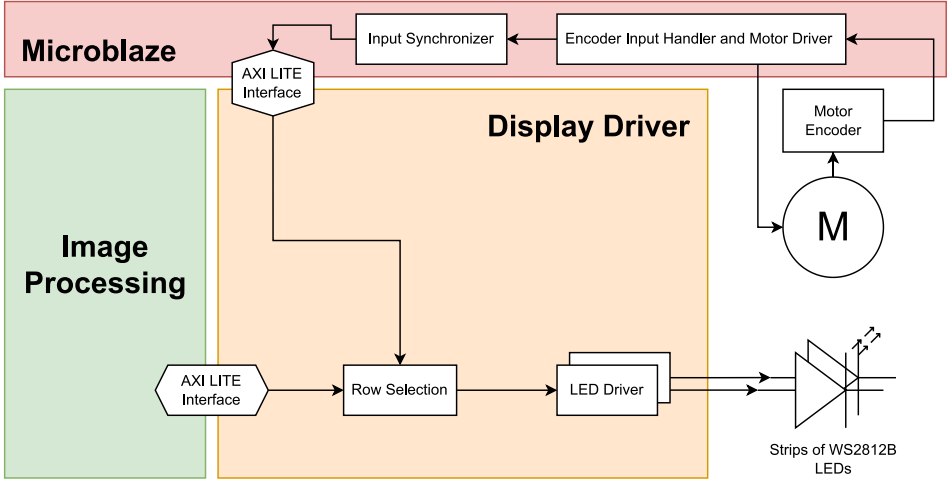 Microblaze
Input Synchronizer
Encoder Input Handler and Motor Driver
AXI LITE
Interface
Motor
Encoder
Display Driver
M
Image
Processing
AXI LITE
Interface
Row Selection
LED Driver
Strips of WS2812B
LEDs